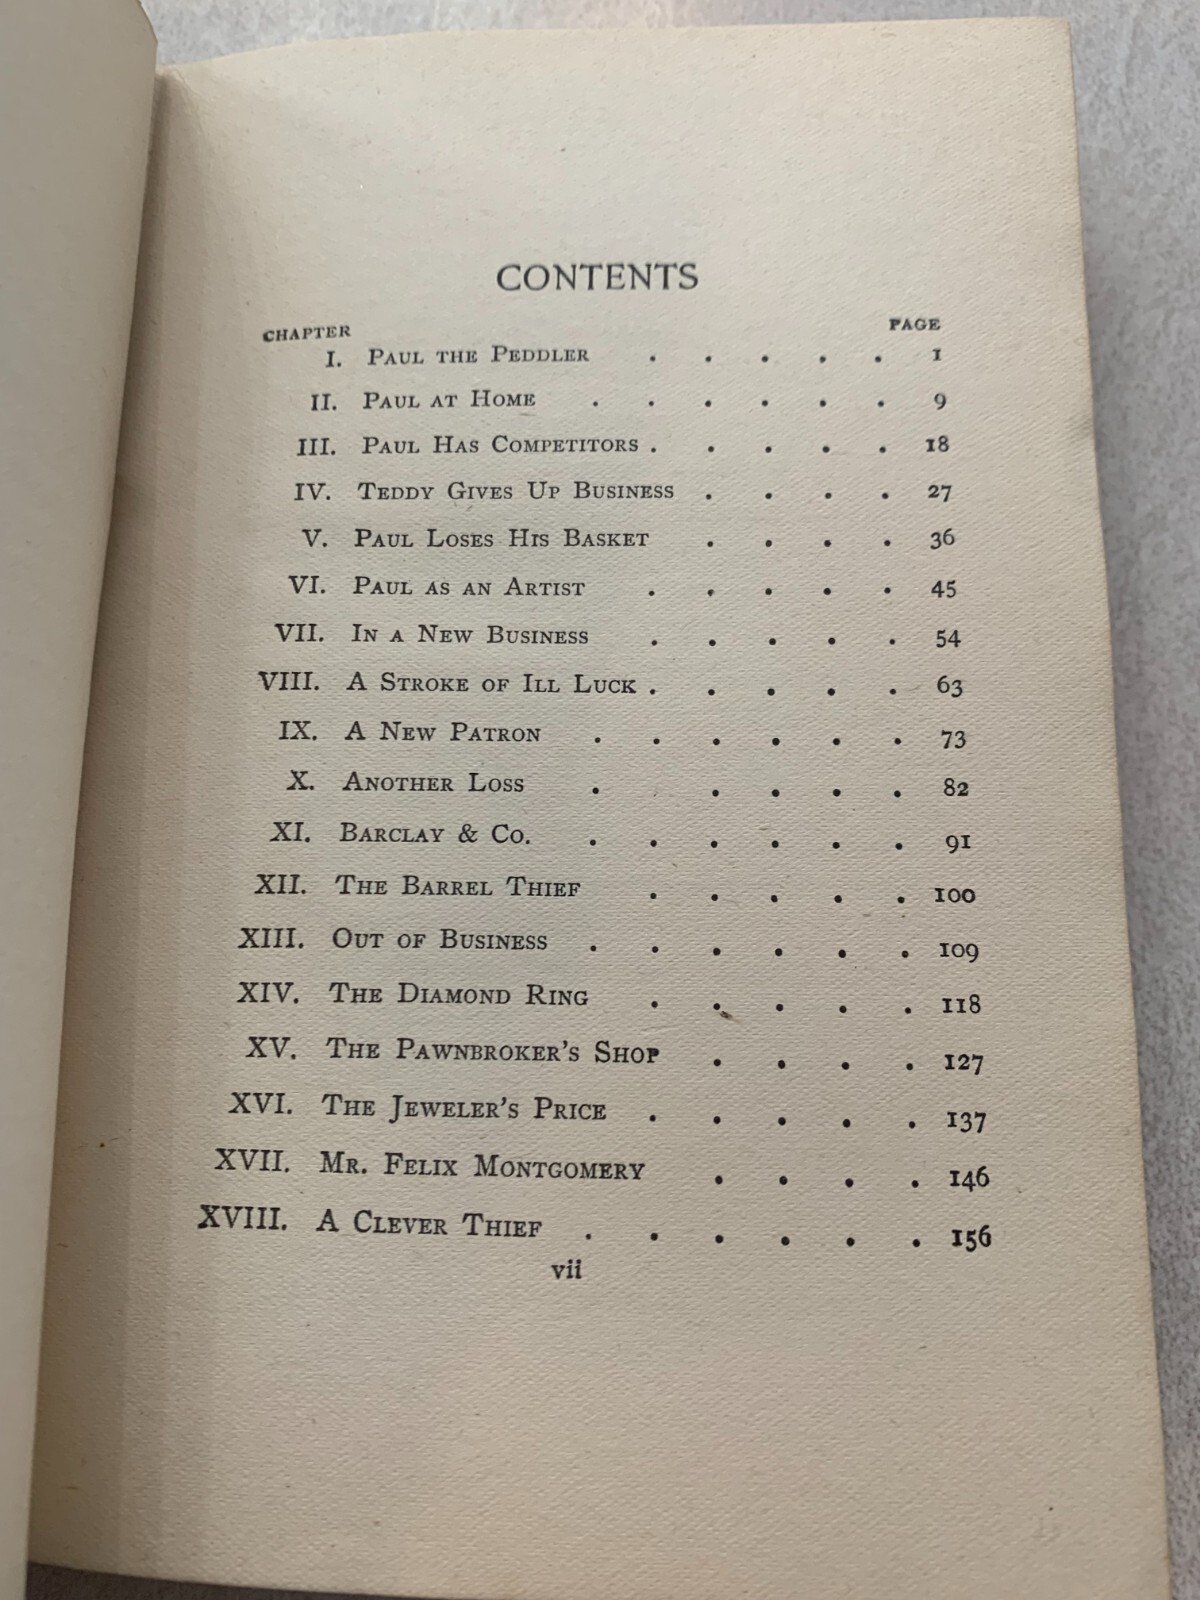 CONTENTS
CHAPTER PAGE
I. PAUL THE PEDDLER . . . . . 1
II. PAUL AT HOME . . . . . . 9
III. PAUL HAS COMPETITORS . . . . . 18
IV. TEDDY GIVES UP BUSINESS . . . . 27
V. PAUL LOSES HIS BASKET . . . . 36
VI. PAUL AS AN ARTIST . . . . . 45
VII. IN A NEW BUSINESS . . . . . 54
VIII. A STROKE OF ILL LUCK . . . . . 63
IX. A NEW PATRON . . . . . . 73
X. ANOTHER LOSS . . . . . 82
XI. BARCLAY & CO. . . . . . . 91
XII. THE BARREL THIEF . . . . . 100
XIII. OUT OF BUSINESS . . . . . . 109
XIV. THE DIAMOND RING . . . . . 118
XV. THE PAWNBROKER'S SHOP . . . . 127
XVI. THE JEWELER'S PRICE . . . . . 137
XVII. MR. FELIX MONTGOMERY . . . . 146
XVIII. A CLEVER THIEF . . . . . . 156
vii